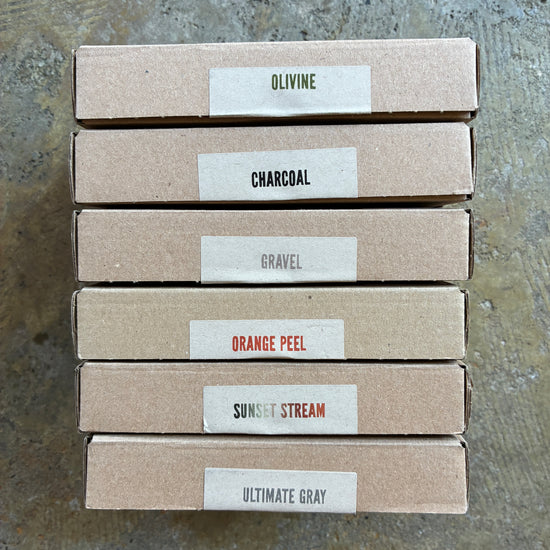 OLIVINE
CHARCOAL
GRAVEL
ORANGE PEEL
SUNSET STREAM
ULTIMATE GRAY